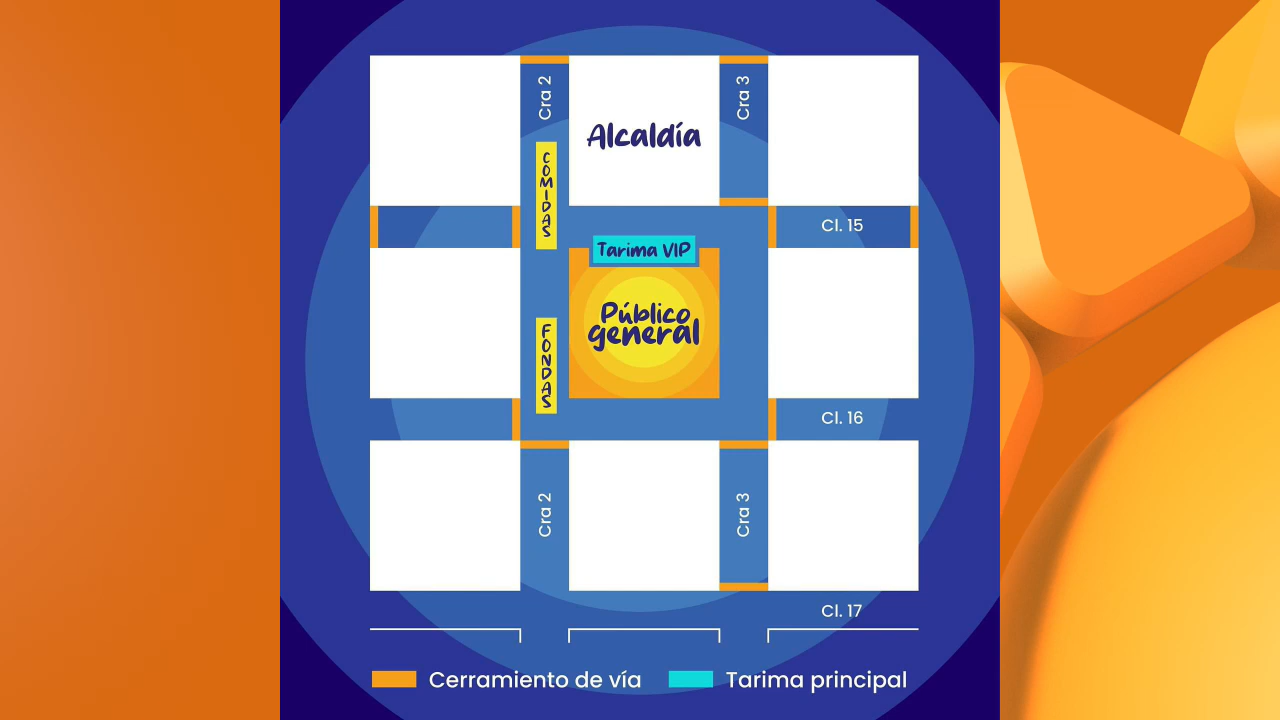 Cra 2
Cra 3
Alcaldía
COMIDAS
Cl. 15
Tarima VIP
Público
general
FONDAS
Cl. 16
Cra 2
Cra 3
Cl. 17
Cerramiento de vía
Tarima principal